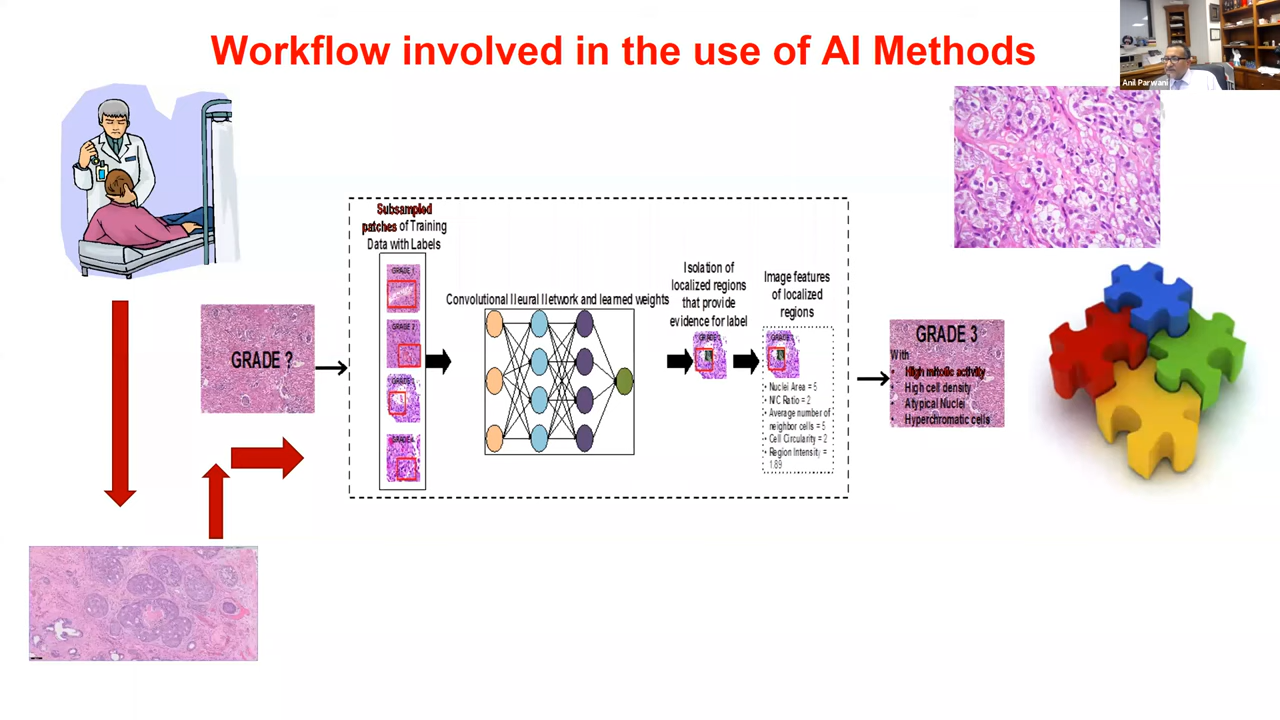 Workflow involved in the use of AI Methods
Anil Parwani
Subsampled
patches of Training
Data with Labels
GRADE 1
GRADE 2
Convolutional Neural Network and learned weights
Isolation of
localized regions
that provide
evidence for label
Image features
of localized
regions
• Nuclei Area = 5
• N/C Ratio = 2
• Average number of
neighbor cells = 5
• Cell Circularity = 2
• Region Intensity =
1.89
GRADE ?
GRADE 3
With
• High mitotic activity
• High cell density
• Atypical Nuclei
• Hyperchromatic cells